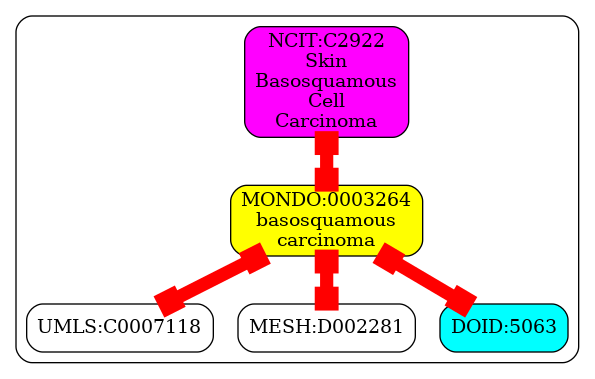 NCIT:C2922
Skin
Basosquamous
Cell
Carcinoma
MONDO:0003264
basosquamous
carcinoma
UMLS:C0007118
MESH:D002281
DOID:5063